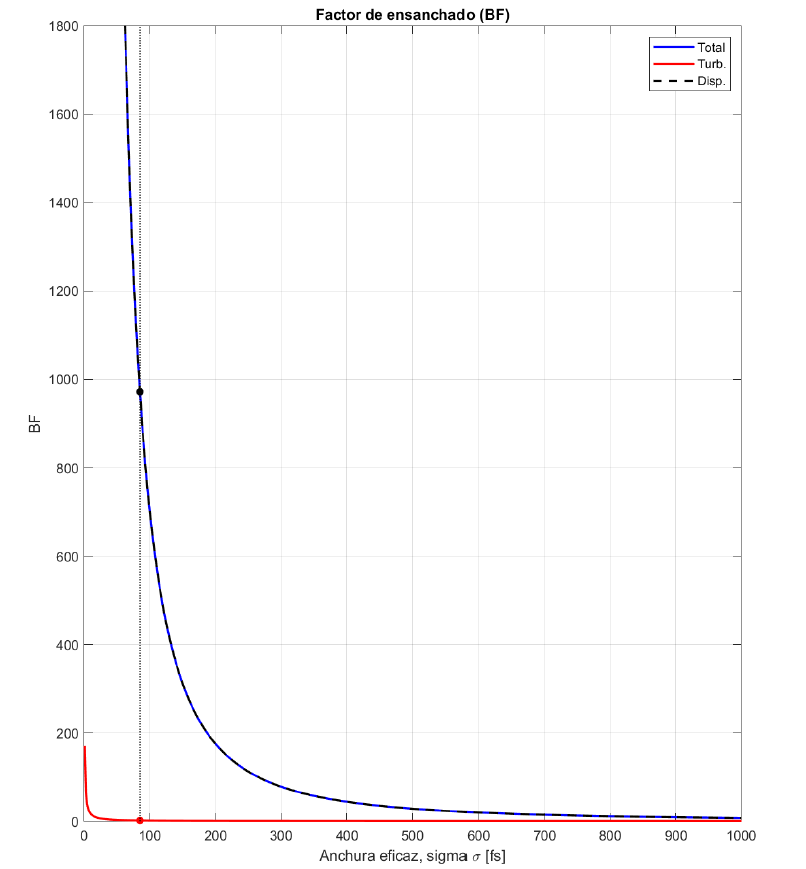 Factor de ensanchado (BF)
Total
Turb.
Disp.
1800
1600
1400
1200
1000
800
600
400
200
0
BF
0 100 200 300 400 500 600 700 800 900 1000
Anchura eficaz, sigma σ [fs]